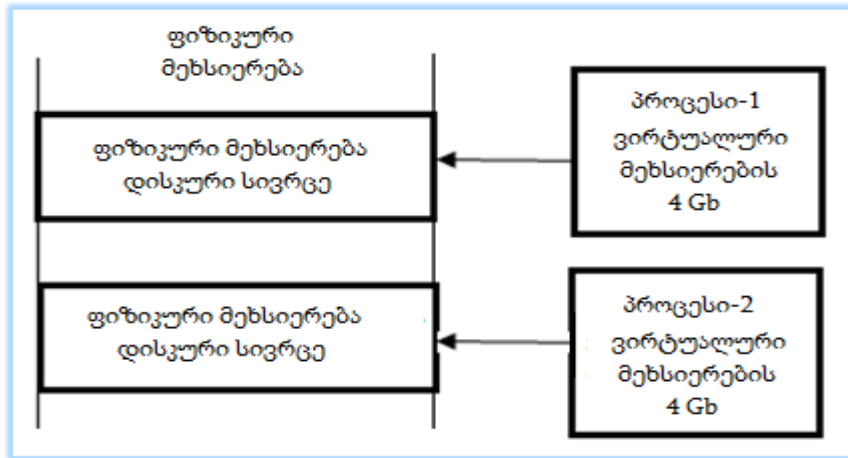 ფიზიკური
მეხსიერება
ფიზიკური მეხსიერება
დისკური სივრცე
პროცესი-1
ვირტუალური
მეხსიერების
4 Gb
ფიზიკური მეხსიერება
დისკური სივრცე
პროცესი-2
ვირტუალური
მეხსიერების
4 Gb